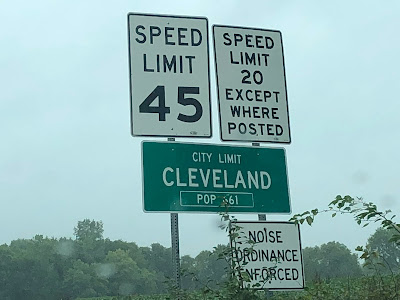 SPEED
LIMIT
45
SPEED
LIMIT
20
EXCEPT
WHERE
POSTED
CITY LIMIT
CLEVELAND
POP
NOISE
ORDINANCE
ENFORCED